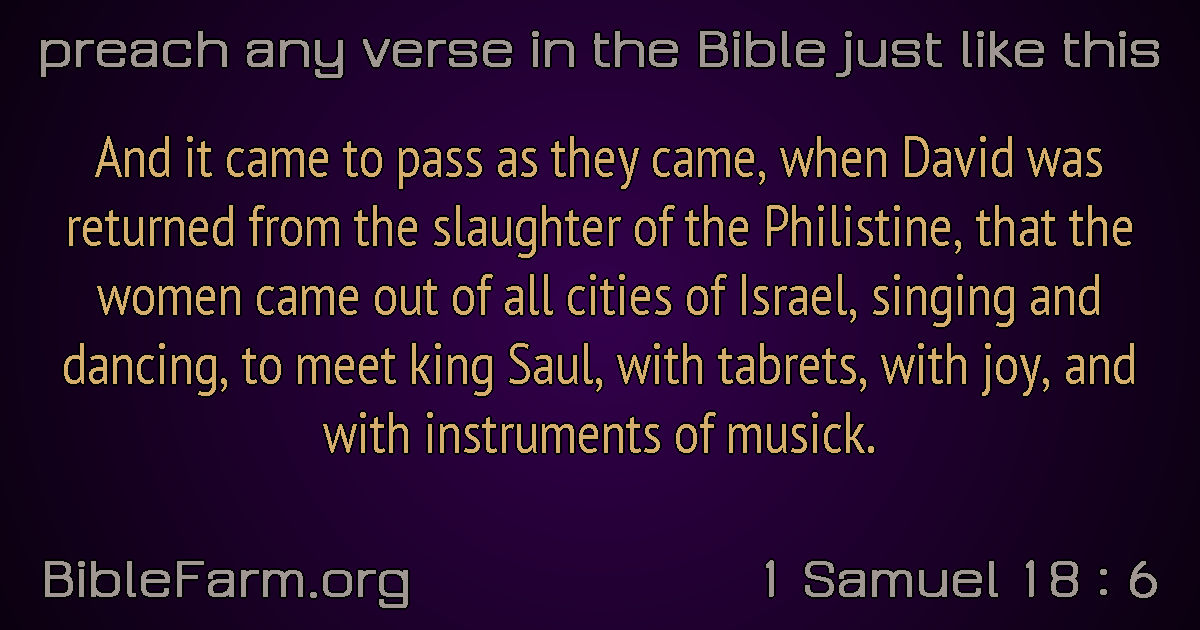 preach any verse in the Bible just like this
And it came to pass as they came, when David was
returned from the slaughter of the Philistine, that the
women came out of all cities of Israel, singing and
dancing, to meet king Saul, with tabrets, with joy, and
with instruments of musick.
BibleFarm.org
1 Samuel 18 : 6